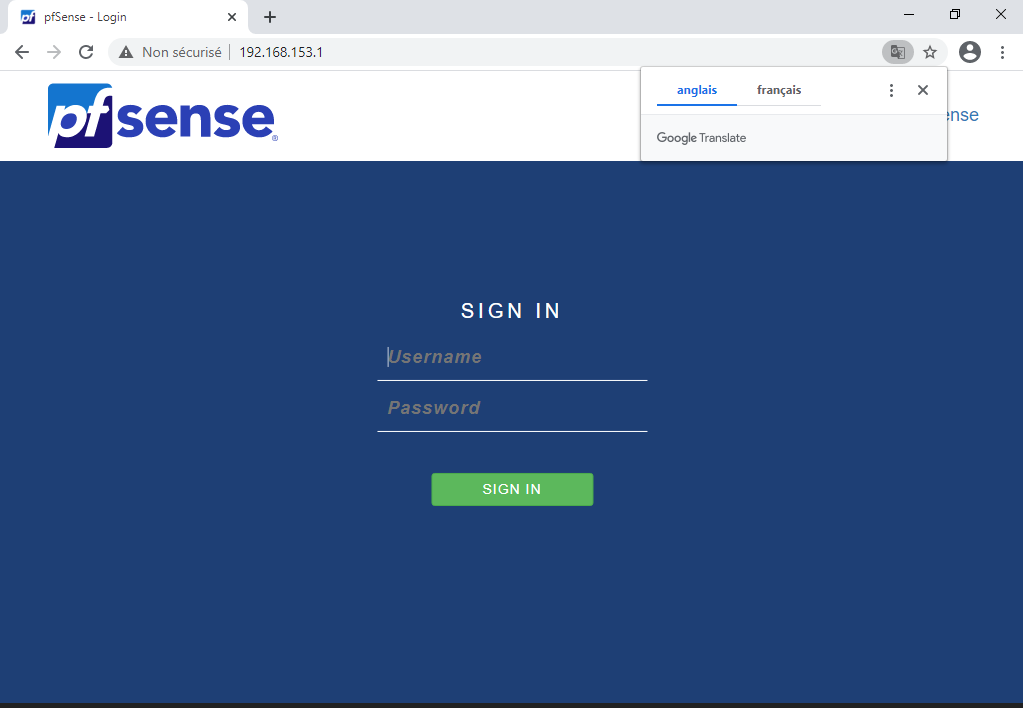 pf pfSense - Login
Non sécurisé 192.168.153.1
anglais français
Google Translate
pfsense®
ense
SIGN IN
Username
Password
SIGN IN